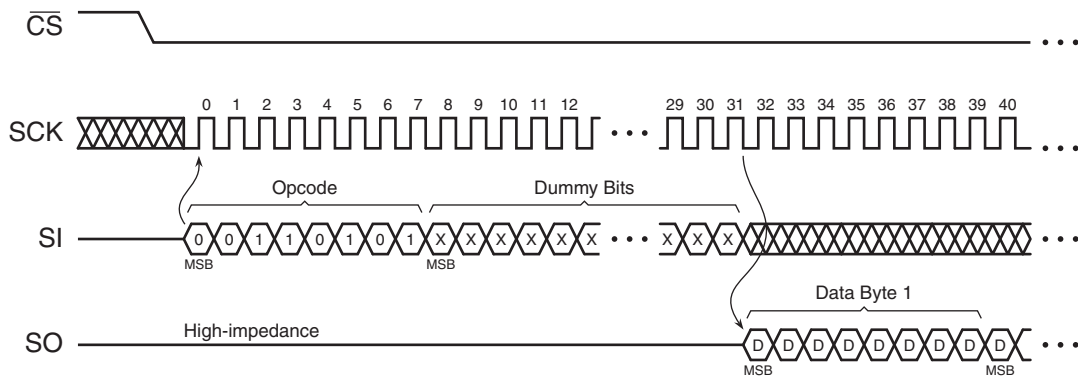 CS
0 1 2 3 4 5 6 7 8 9 10 11 12 29 30 31 32 33 34 35 36 37 38 39 40
SCK
Opcode Dummy Bits
SI 0 0 1 1 0 1 0 1 X X X X X X X X X
MSB MSB
Data Byte 1
High-impedance
SO D D D D D D D D D
MSB MSB